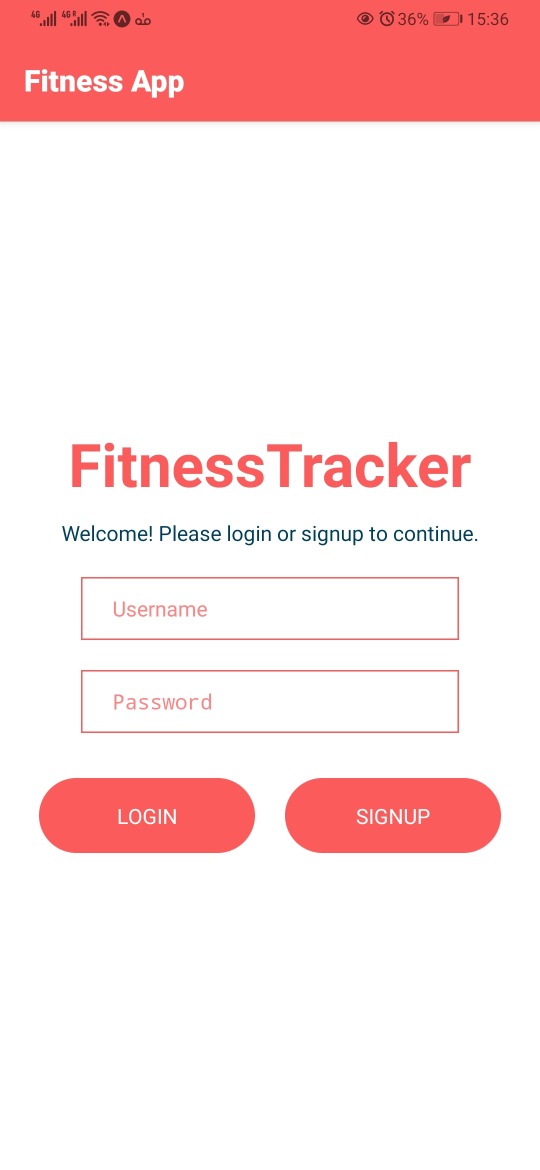 4G 4G R 36% 15:36
Fitness App
FitnessTracker
Welcome! Please login or signup to continue.
Username
Password
LOGIN SIGNUP